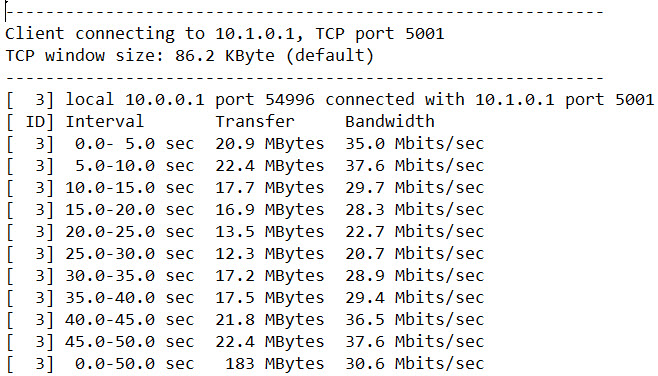 ------------------------------------------------------------
Client connecting to 10.1.0.1, TCP port 5001
TCP window size: 86.2 KByte (default)
------------------------------------------------------------
[  3] local 10.0.0.1 port 54996 connected with 10.1.0.1 port 5001
[ ID] Interval       Transfer     Bandwidth
[  3]  0.0- 5.0 sec  20.9 MBytes  35.0 Mbits/sec
[  3]  5.0-10.0 sec  22.4 MBytes  37.6 Mbits/sec
[  3] 10.0-15.0 sec  17.7 MBytes  29.7 Mbits/sec
[  3] 15.0-20.0 sec  16.9 MBytes  28.3 Mbits/sec
[  3] 20.0-25.0 sec  13.5 MBytes  22.7 Mbits/sec
[  3] 25.0-30.0 sec  12.3 MBytes  20.7 Mbits/sec
[  3] 30.0-35.0 sec  17.2 MBytes  28.9 Mbits/sec
[  3] 35.0-40.0 sec  17.5 MBytes  29.4 Mbits/sec
[  3] 40.0-45.0 sec  21.8 MBytes  36.5 Mbits/sec
[  3] 45.0-50.0 sec  22.4 MBytes  37.6 Mbits/sec
[  3]  0.0-50.0 sec   183 MBytes  30.6 Mbits/sec